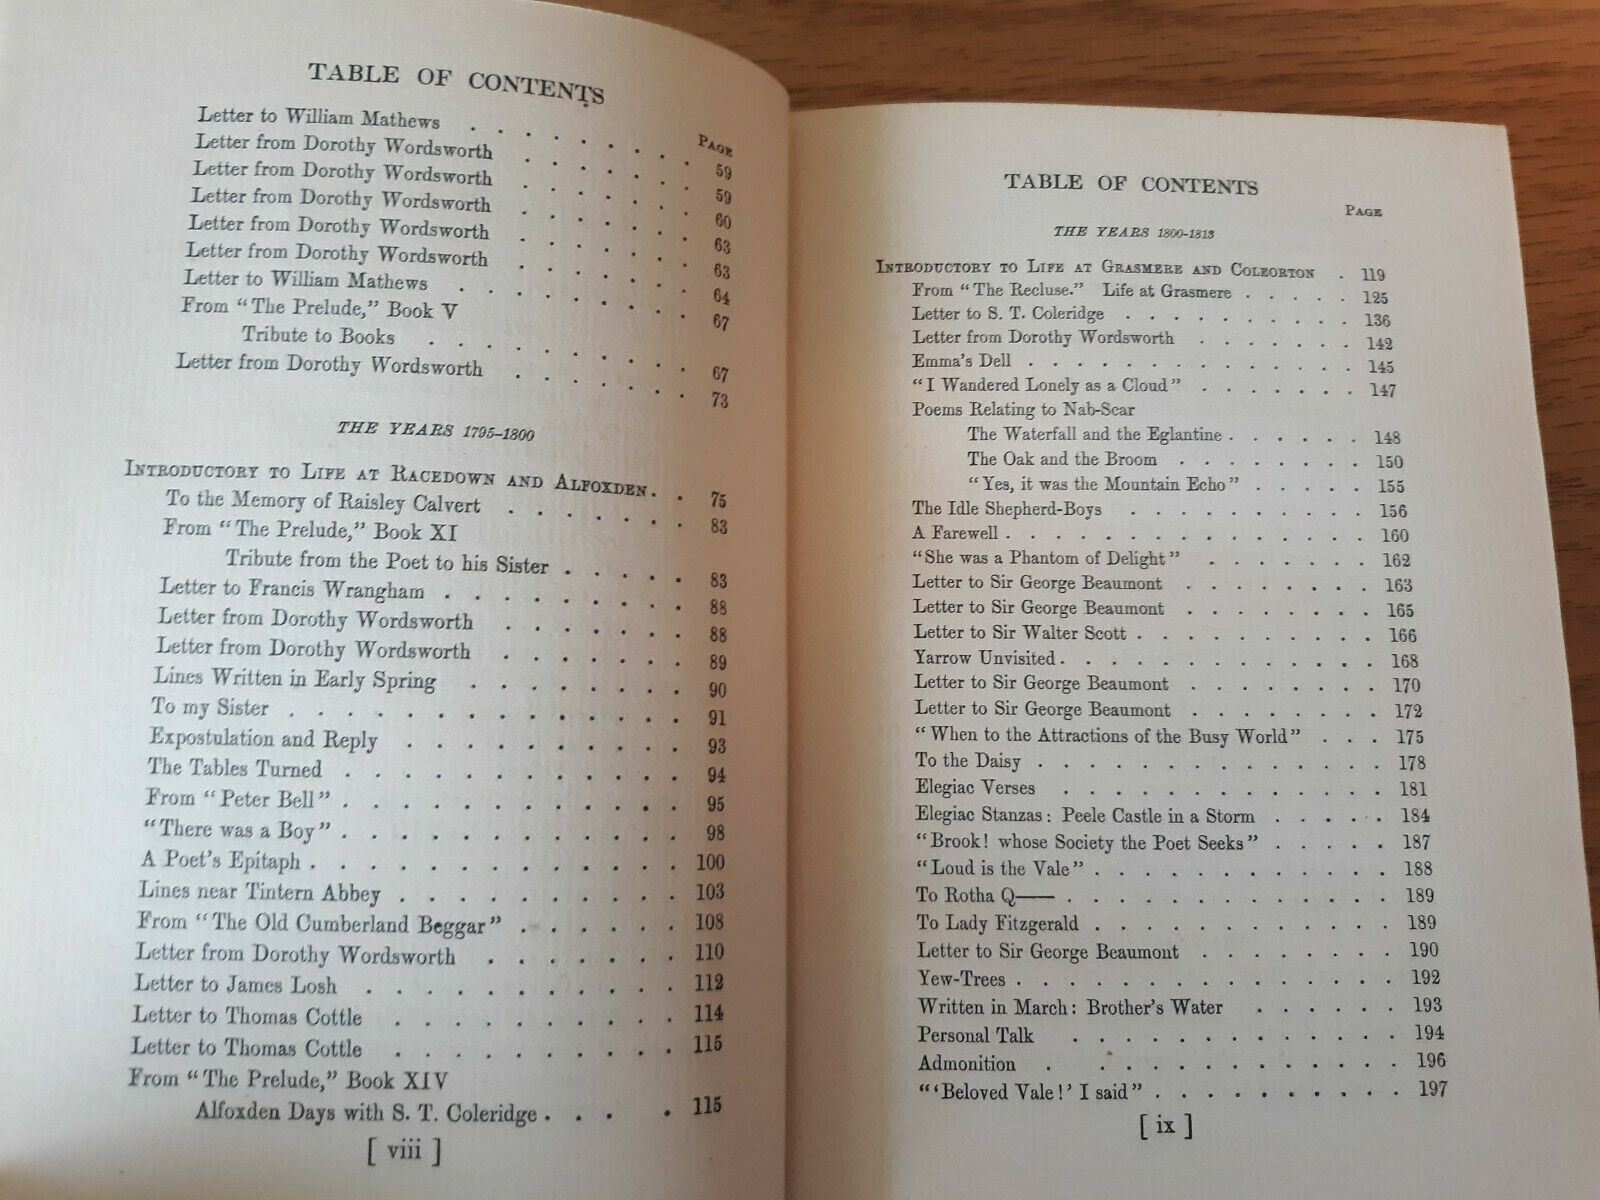 TABLE OF CONTENTS
PAGE
Letter to William Mathews . . . . . . . . 59
Letter from Dorothy Wordsworth . . . . . . 59
Letter from Dorothy Wordsworth . . . . . . 60
Letter from Dorothy Wordsworth . . . . . . 63
Letter from Dorothy Wordsworth . . . . . . 63
Letter from Dorothy Wordsworth . . . . . . 64
Letter to William Mathews . . . . . . . . 67
From "The Prelude," Book V
Tribute to Books . . . . . . . . 67
Letter from Dorothy Wordsworth . . . . . . 73
THE YEARS 1795-1800
INTRODUCTORY TO LIFE AT RACEDOWN AND ALFOXDEN . . 75
To the Memory of Raisley Calvert . . . . . . 83
From "The Prelude," Book XI
Tribute from the Poet to his Sister . . . . . 83
Letter to Francis Wrangham . . . . . . . . 88
Letter from Dorothy Wordsworth . . . . . . 88
Letter from Dorothy Wordsworth . . . . . . 89
Lines Written in Early Spring . . . . . . . 90
To my Sister . . . . . . . . . . . . . 91
Expostulation and Reply . . . . . . . . . 93
The Tables Turned . . . . . . . . . . . 94
From "Peter Bell" . . . . . . . . . . . 95
"There was a Boy" . . . . . . . . . . . 98
A Poet's Epitaph . . . . . . . . . . . . 100
Lines near Tintern Abbey . . . . . . . . . 103
From "The Old Cumberland Beggar" . . . . . 108
Letter from Dorothy Wordsworth . . . . . . 110
Letter to James Losh . . . . . . . . . . 112
Letter to Thomas Cottle . . . . . . . . . 114
Letter to Thomas Cottle . . . . . . . . . 115
From "The Prelude," Book XIV
Alfoxden Days with S. T. Coleridge . . . . 115
[ viii ]
TABLE OF CONTENTS
PAGE
THE YEARS 1800-1813
INTRODUCTORY TO LIFE AT GRASMERE AND COLEORTON . 119
From "The Recluse." Life at Grasmere . . . . . 125
Letter to S. T. Coleridge . . . . . . . . . 136
Letter from Dorothy Wordsworth . . . . . . 142
Emma's Dell . . . . . . . . . . . . . 145
"I Wandered Lonely as a Cloud" . . . . . . . 147
Poems Relating to Nab-Scar
The Waterfall and the Eglantine . . . . . . 148
The Oak and the Broom . . . . . . . . 150
"Yes, it was the Mountain Echo" . . . . . 155
The Idle Shepherd-Boys . . . . . . . . . 156
A Farewell . . . . . . . . . . . . . . 160
"She was a Phantom of Delight" . . . . . . . 162
Letter to Sir George Beaumont . . . . . . . 163
Letter to Sir George Beaumont . . . . . . . 165
Letter to Sir Walter Scott . . . . . . . . . 166
Yarrow Unvisited . . . . . . . . . . . . 168
Letter to Sir George Beaumont . . . . . . . 170
Letter to Sir George Beaumont . . . . . . . 172
"When to the Attractions of the Busy World" . . . 175
To the Daisy . . . . . . . . . . . . . 178
Elegiac Verses . . . . . . . . . . . . 181
Elegiac Stanzas: Peele Castle in a Storm . . . . . 184
"Brook! whose Society the Poet Seeks" . . . . . 187
"Loud is the Vale" . . . . . . . . . . . 188
To Rotha Q—— . . . . . . . . . . . . 189
To Lady Fitzgerald . . . . . . . . . . . 189
Letter to Sir George Beaumont . . . . . . . 190
Yew-Trees . . . . . . . . . . . . . . 192
Written in March: Brother's Water . . . . . . 193
Personal Talk . . . . . . . . . . . . 194
Admonition . . . . . . . . . . . . . 196
"'Beloved Vale!' I said" . . . . . . . . . . 197
[ ix ]